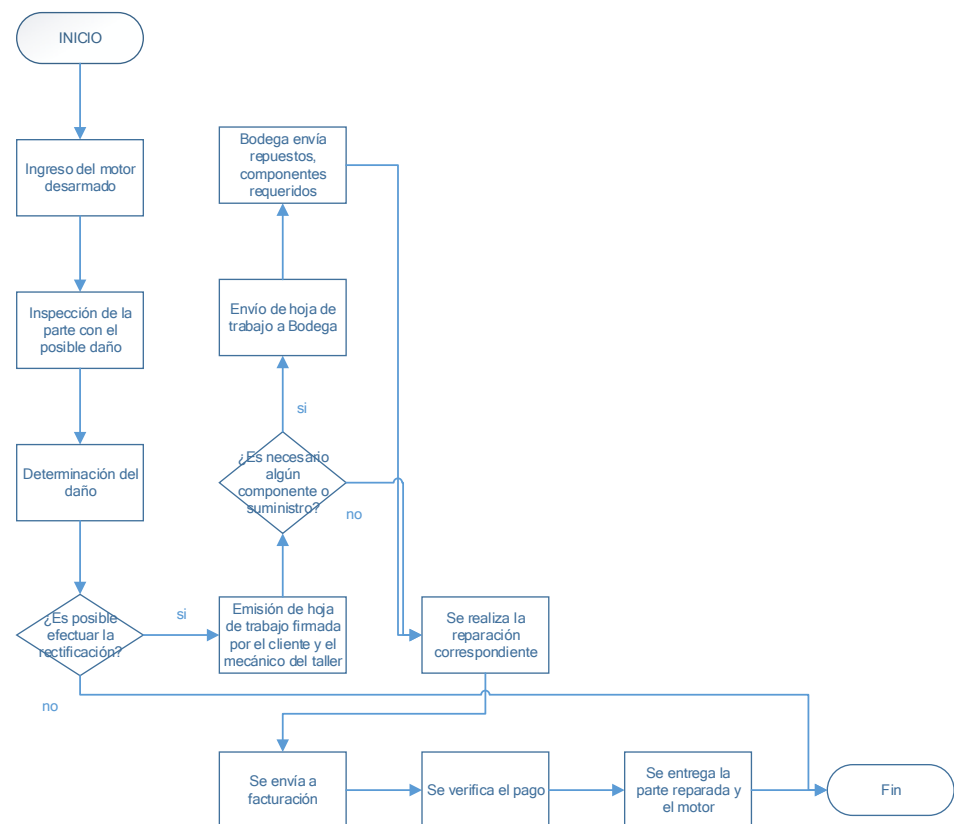 INICIO
Ingreso del motor
desarmado
Inspección de la
parte con el
posible daño
Determinación del
daño
¿Es posible
efectuar la
rectificación?
si
no
Emisión de hoja
de trabajo firmada
por el cliente y el
mecánico del taller
¿Es necesario
algún
componente o
suministro?
si
no
Envío de hoja de
trabajo a Bodega
Bodega envía
repuestos,
componentes
requeridos
Se realiza la
reparación
correspondiente
Se envía a
facturación
Se verifica el pago
Se entrega la
parte reparada y
el motor
Fin